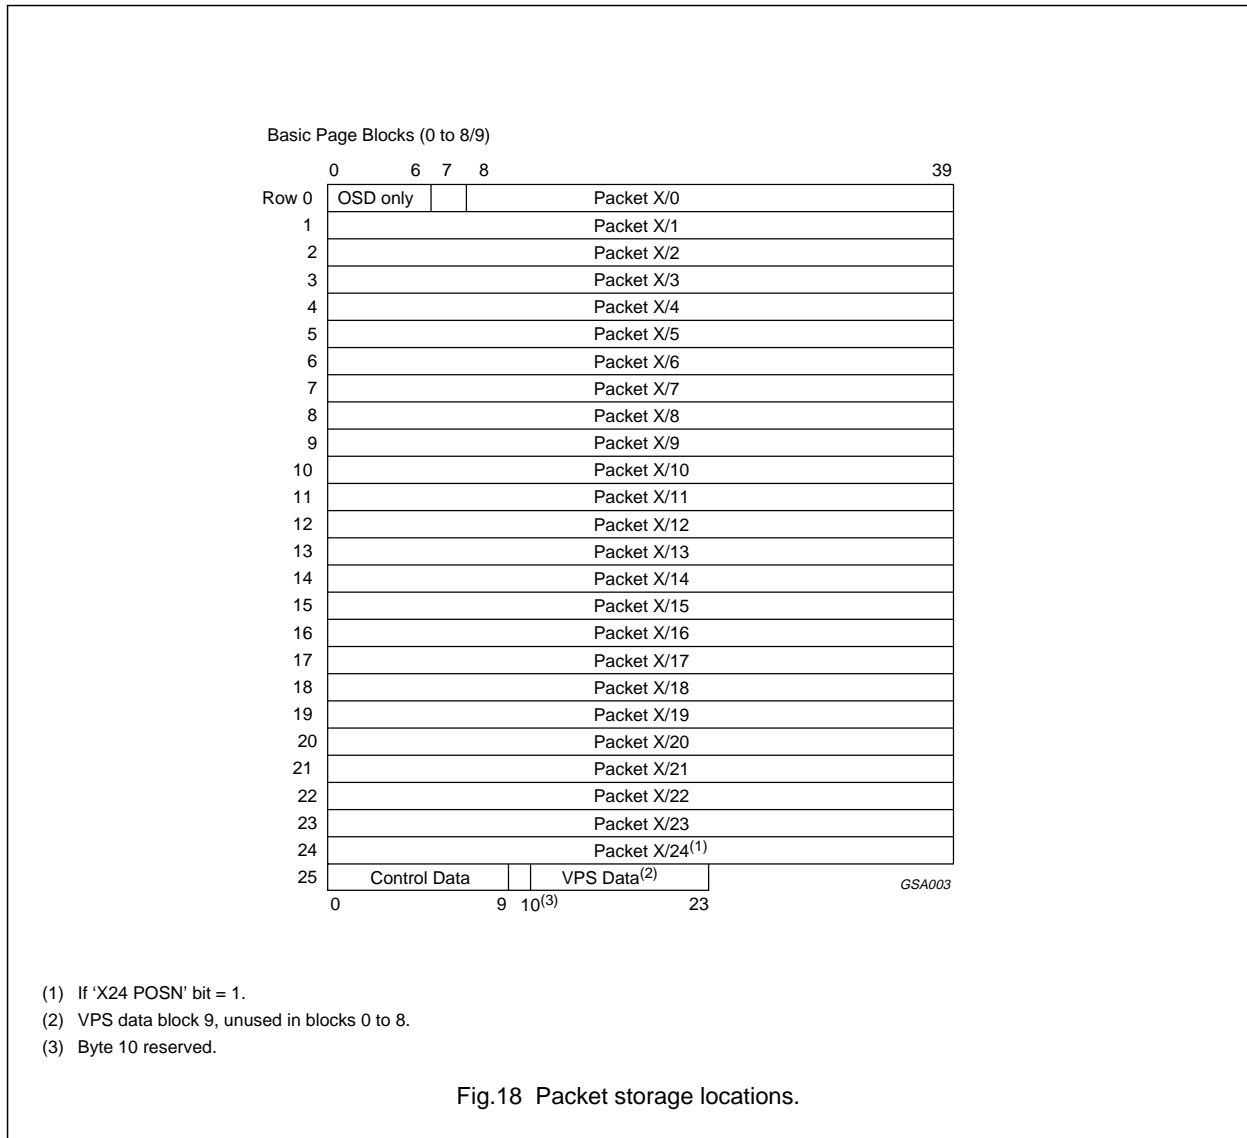 Basic Page Blocks (0 to 8/9)
0 6 7 8 39
Row 0 OSD only Packet X/0
1 Packet X/1
2 Packet X/2
3 Packet X/3
4 Packet X/4
5 Packet X/5
6 Packet X/6
7 Packet X/7
8 Packet X/8
9 Packet X/9
10 Packet X/10
11 Packet X/11
12 Packet X/12
13 Packet X/13
14 Packet X/14
15 Packet X/15
16 Packet X/16
17 Packet X/17
18 Packet X/18
19 Packet X/19
20 Packet X/20
21 Packet X/21
22 Packet X/22
23 Packet X/23
24 Packet X/24(1)
25 Control Data VPS Data(2) GSA003
0 9 10(3) 23
(1) If ‘X24 POSN’ bit = 1.
(2) VPS data block 9, unused in blocks 0 to 8.
(3) Byte 10 reserved.
Fig.18 Packet storage locations.